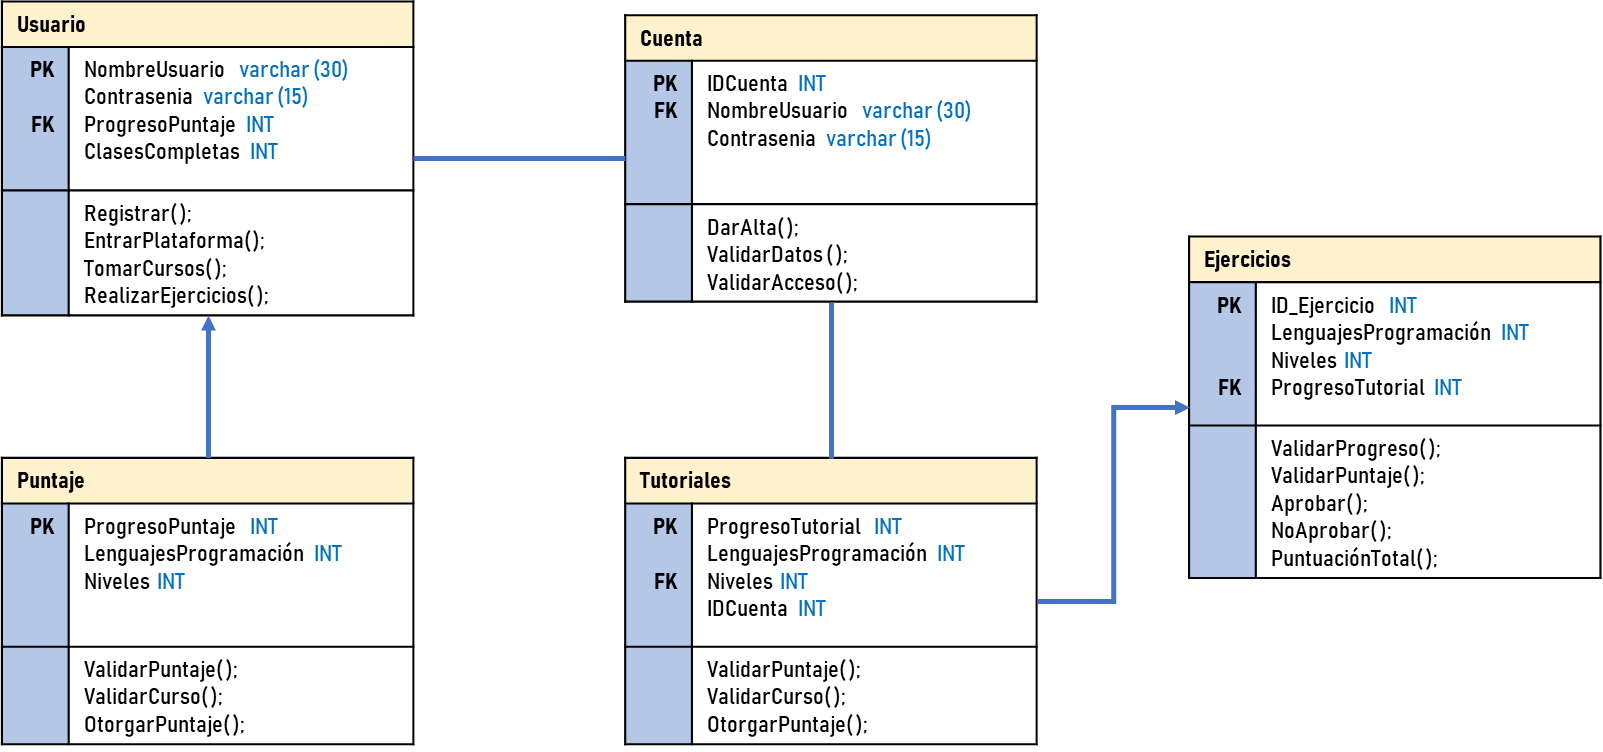 Usuario
PK NombreUsuario varchar (30)
Contrasenia varchar (15)
FK ProgresoPuntaje INT
ClasesCompletas INT
Registrar();
EntrarPlataforma();
TomarCursos();
RealizarEjercicios();
Cuenta
PK IDCuenta INT
FK NombreUsuario varchar (30)
Contrasenia varchar (15)
DarAlta();
ValidarDatos ();
ValidarAcceso();
Ejercicios
PK ID_Ejercicio INT
LenguajesProgramación INT
Niveles INT
FK ProgresoTutorial INT
ValidarProgreso();
ValidarPuntaje();
Aprobar();
NoAprobar();
PuntuaciónTotal();
Puntaje
PK ProgresoPuntaje INT
LenguajesProgramación INT
Niveles INT
ValidarPuntaje();
ValidarCurso();
OtorgarPuntaje();
Tutoriales
PK ProgresoTutorial INT
LenguajesProgramación INT
FK Niveles INT
IDCuenta INT
ValidarPuntaje();
ValidarCurso();
OtorgarPuntaje();